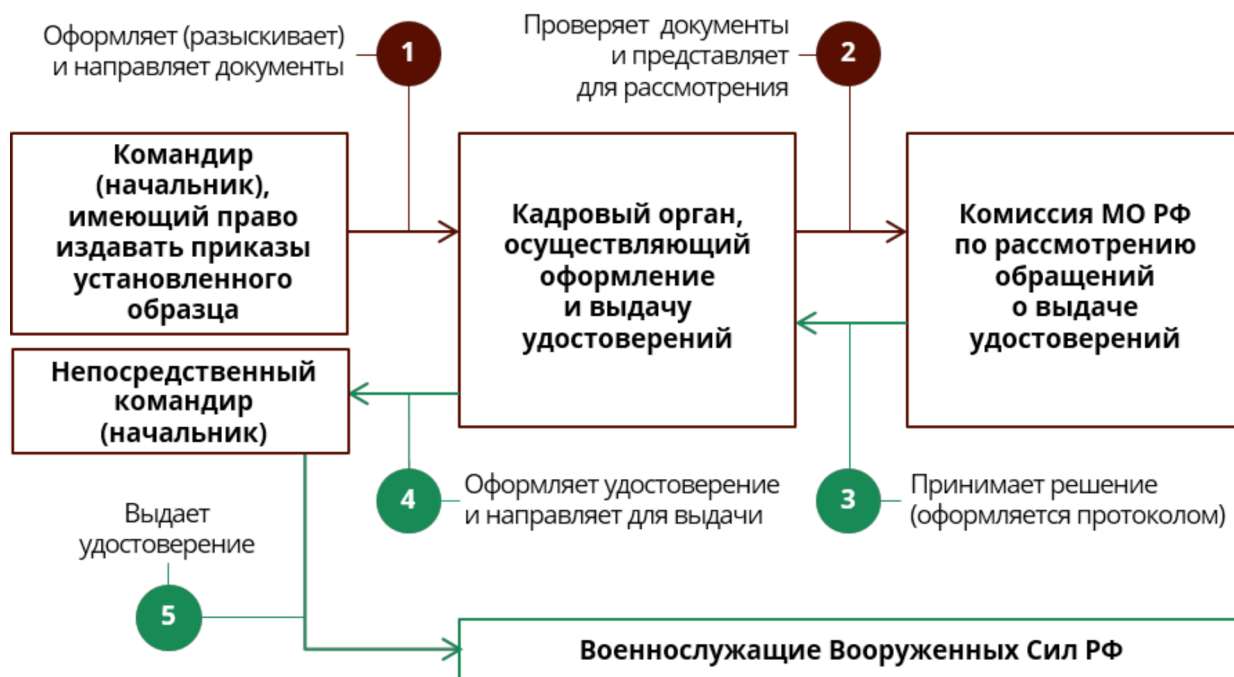 Оформляет (разыскивает)
и направляет документы
1
Проверяет документы
и представляет
для рассмотрения
2
Командир
(начальник),
имеющий право
издавать приказы
установленного
образца
Кадровый орган,
осуществляющий
оформление
и выдачу
удостоверений
Комиссия МО РФ
по рассмотрению
обращений
о выдаче
удостоверений
Непосредственный
командир
(начальник)
4
Оформляет удостоверение
и направляет для выдачи
3
Принимает решение
(оформляется протоколом)
Выдает
удостоверение
5
Военнослужащие Вооруженных Сил РФ